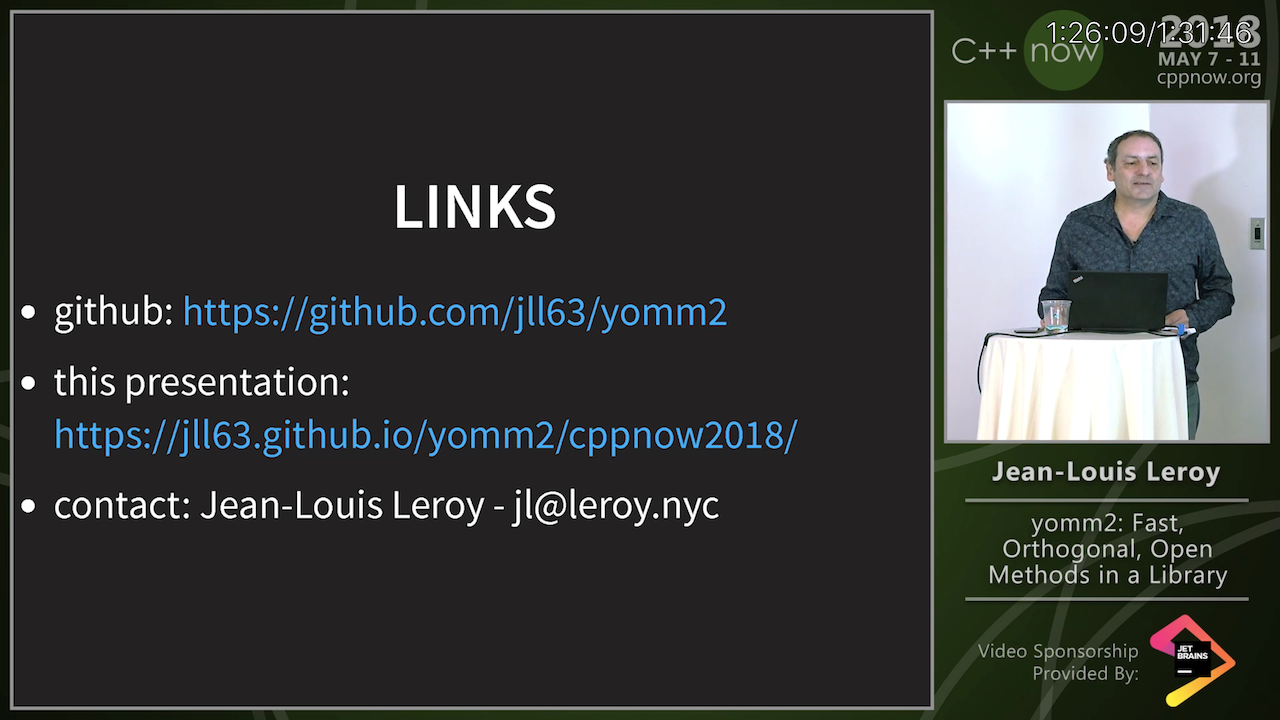 LINKS
github: https://github.com/jll63/yomm2
this presentation:
https://jll63.github.io/yomm2/cppnow2018/
contact: Jean-Louis Leroy - jl@leroy.nyc
1:26:09/1:31:46
C++ now
2018
MAY 7 - 11
cppnow.org
Jean-Louis Leroy
yomm2: Fast,
Orthogonal, Open
Methods in a Library
Video Sponsorship
Provided By:
JET
BRAINS